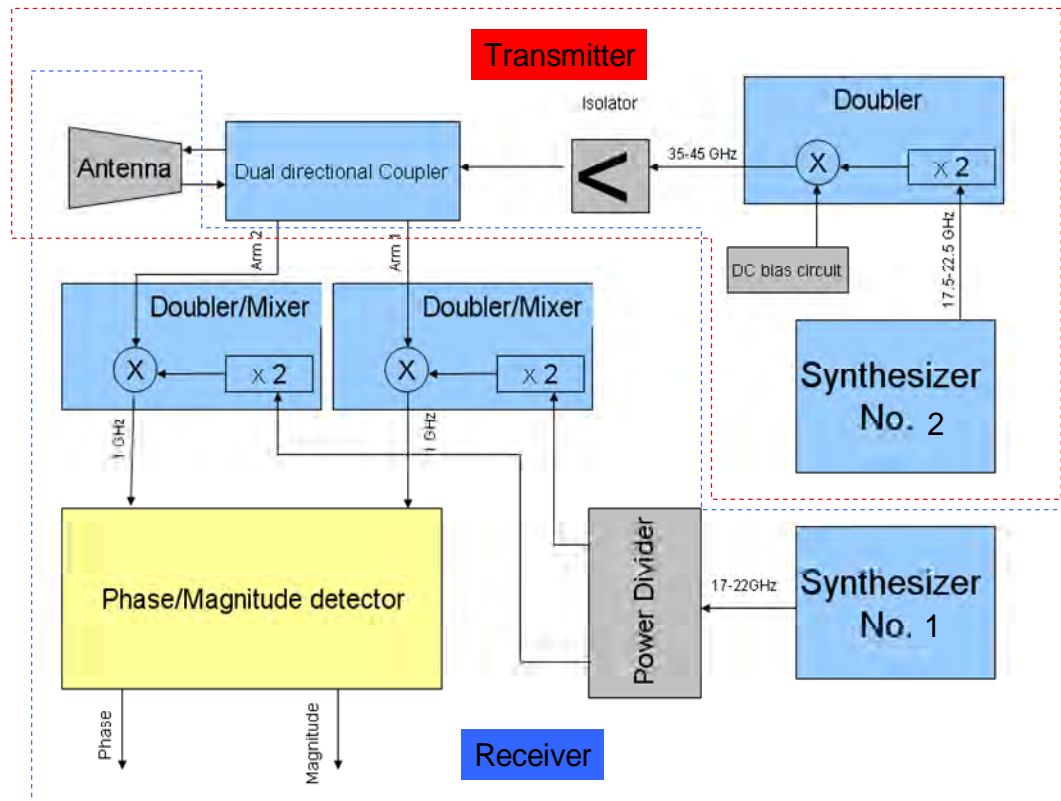 Transmitter
Isolator
Doubler
Antenna
Dual directional Coupler
<
35-45 GHz
X
x 2
Arm 2
Arm 1
DC bias circuit
17.5-22.5 GHz
Doubler/Mixer
Doubler/Mixer
X
x 2
X
x 2
Synthesizer
No. 2
1 GHz
1 GHz
Phase/Magnitude detector
Power Divider
17-22GHz
Synthesizer
No. 1
Phase
Magnitude
Receiver